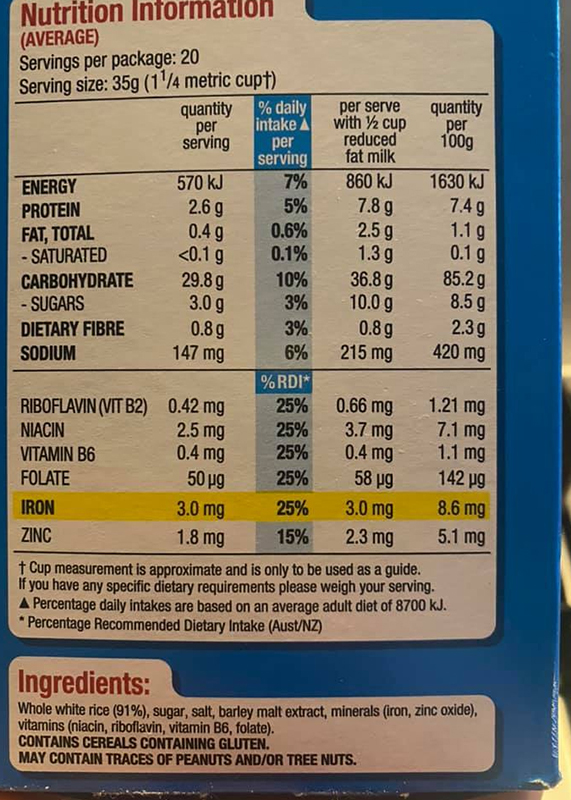 Nutrition Information
(AVERAGE)
Servings per package: 20
Serving size: 35g (1 1/4 metric cup†)
quantity per serving % daily intake ▲ per serving per serve with ½ cup reduced fat milk quantity per 100g
ENERGY 570 kJ 7% 860 kJ 1630 kJ
PROTEIN 2.6 g 5% 7.8 g 7.4 g
FAT, TOTAL 0.4 g 0.6% 2.5 g 1.1 g
- SATURATED <0.1 g 0.1% 1.3 g 0.1 g
CARBOHYDRATE 29.8 g 10% 36.8 g 85.2 g
- SUGARS 3.0 g 3% 10.0 g 8.5 g
DIETARY FIBRE 0.8 g 3% 0.8 g 2.3 g
SODIUM 147 mg 6% 215 mg 420 mg
%RDI*
RIBOFLAVIN (VIT B2) 0.42 mg 25% 0.66 mg 1.21 mg
NIACIN 2.5 mg 25% 3.7 mg 7.1 mg
VITAMIN B6 0.4 mg 25% 0.4 mg 1.1 mg
FOLATE 50 µg 25% 58 µg 142 µg
IRON 3.0 mg 25% 3.0 mg 8.6 mg
ZINC 1.8 mg 15% 2.3 mg 5.1 mg
† Cup measurement is approximate and is only to be used as a guide.
If you have any specific dietary requirements please weigh your serving.
▲ Percentage daily intakes are based on an average adult diet of 8700 kJ.
* Percentage Recommended Dietary Intake (Aust/NZ)
Ingredients:
Whole white rice (91%), sugar, salt, barley malt extract, minerals (iron, zinc oxide),
vitamins (niacin, riboflavin, vitamin B6, folate).
CONTAINS CEREALS CONTAINING GLUTEN.
MAY CONTAIN TRACES OF PEANUTS AND/OR TREE NUTS.